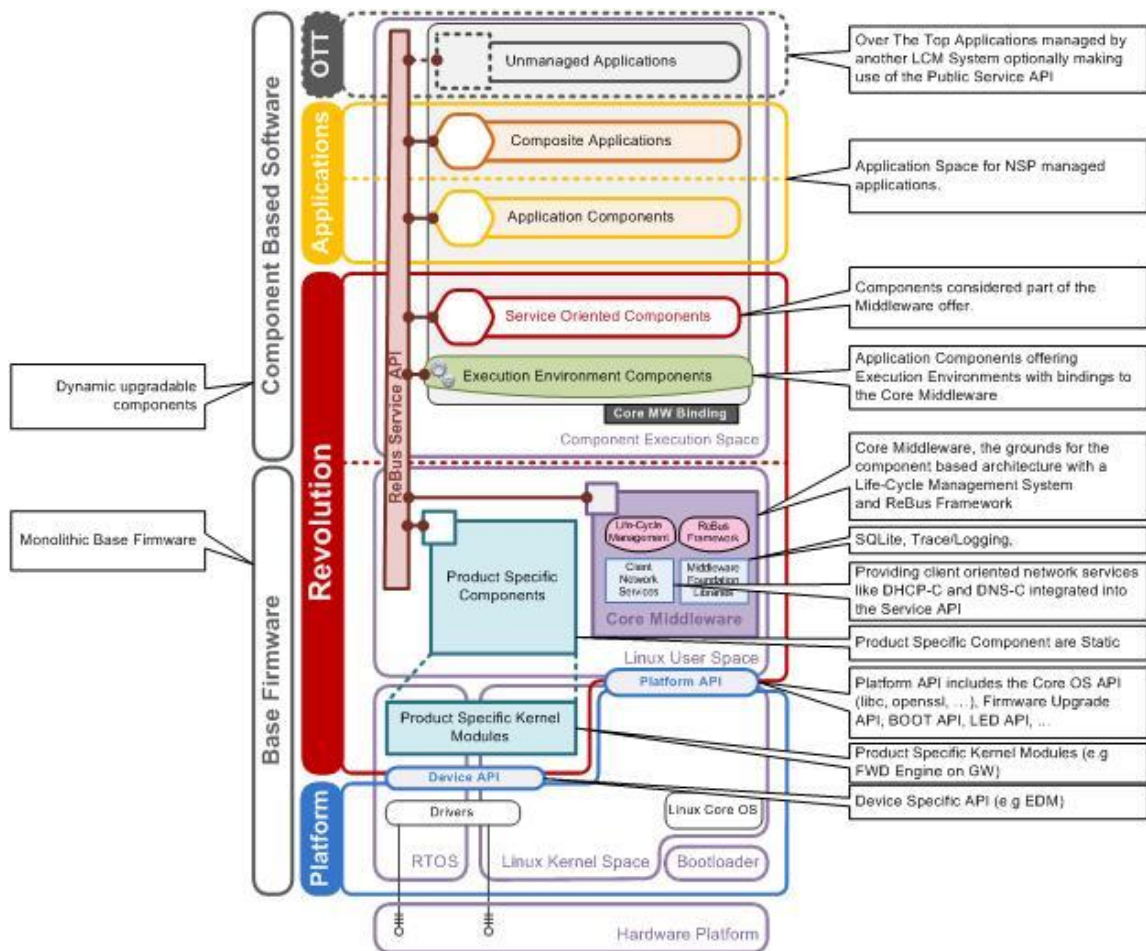 OTT
Unmanaged Applications
Over The Top Applications managed by
another LCM System optionally making
use of the Public Service API
Component Based Software
Applications
Composite Applications
Application Components
Application Space for NSP managed
applications.
Revolution
ReBus Service API
Service Oriented Components
Components considered part of the
Middleware offer.
Dynamic upgradable
components
Execution Environment Components
Application Components offering
Execution Environments with bindings to
the Core Middleware
Core MW Binding
Component Execution Space
Base Firmware
Monolithic Base Firmware
Core Middleware, the grounds for the
component based architecture with a
Life-Cycle Management System
and ReBus Framework
Life-Cycle
Management
ReBus
Framework
SQLite, Trace/Logging,
Product Specific
Components
Client
Network
Services
Middleware
Foundation
Libraries
Core Middleware
Providing client oriented network services
like DHCP-C and DNS-C integrated into
the Service API
Product Specific Component are Static
Linux User Space
Platform API
Platform API includes the Core OS API
(libc, openssl, ...), Firmware Upgrade
API, BOOT API, LED API, ...
Product Specific Kernel
Modules
Product Specific Kernel Modules (e.g
FWD Engine on GW)
Device API
Device Specific API (e.g EDM)
Platform
Drivers
Linux Core OS
RTOS
Linux Kernel Space
Bootloader
Hardware Platform